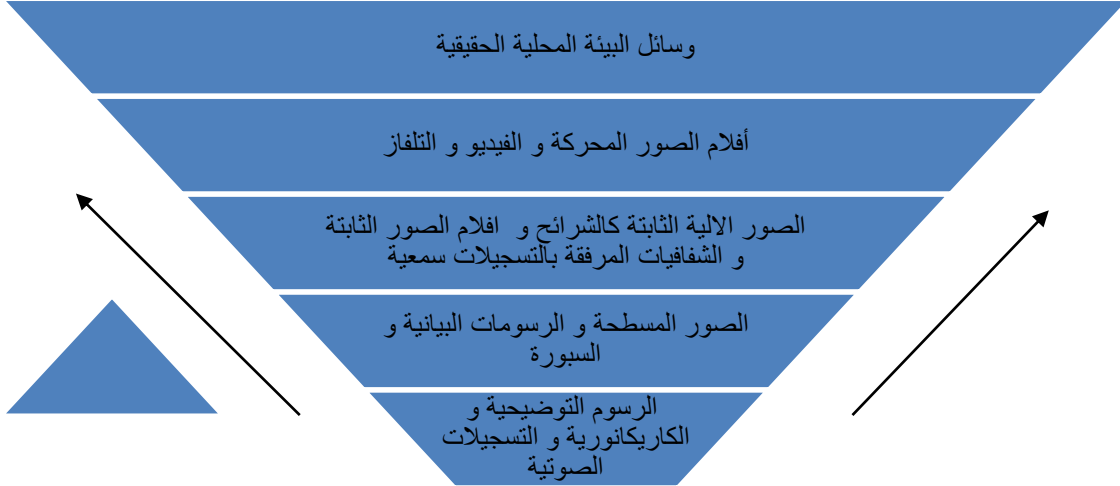 وسائل البيئة المحلية الحقيقية
أفلام الصور المحركة و الفيديو و التلفاز
الصور الالية الثابتة كالشرائح و افلام الصور الثابتة
و الشفافيات المرفقة بالتسجيلات سمعية
الصور المسطحة و الرسومات البيانية و
السبورة
الرسوم التوضيحية و
الكاريكانورية و التسجيلات
الصوتية